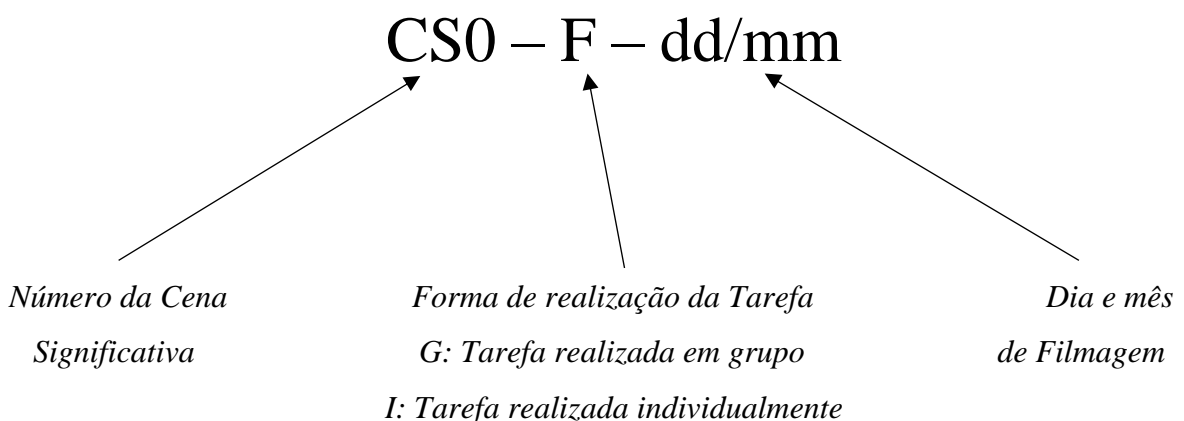 CS0 – F – dd/mm
Número da Cena
Significativa
Forma de realização da Tarefa
G: Tarefa realizada em grupo
I: Tarefa realizada individualmente
Dia e mês
de Filmagem